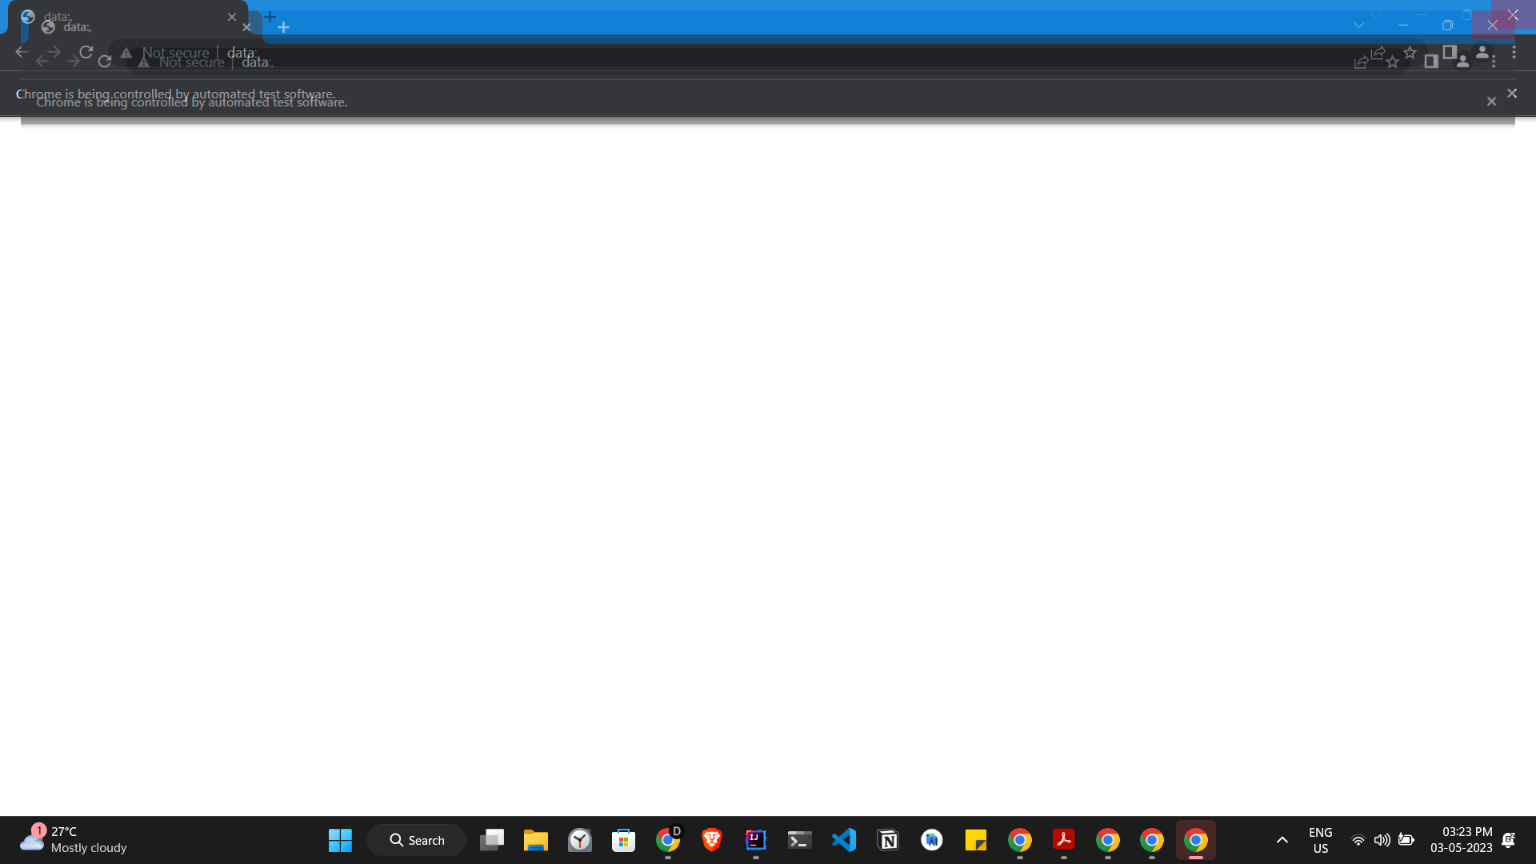 data:,
data:,
Not secure | data:,
Not secure | data:,
Chrome is being controlled by automated test software.
Chrome is being controlled by automated test software.
1
27°C
Mostly cloudy
Search
D
ENG
US
03:23 PM
03-05-2023